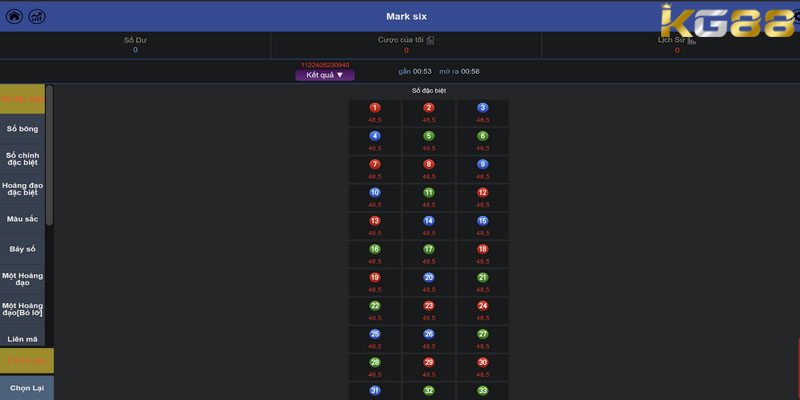 Mark six
KG88
Số Dư
0
Cược của tôi
0
Lịch Sử
0
1122405230940
Kết quả ▼
gần 00:53 mở ra 00:58
Số đặc biệt
Số bông
Số chính đặc biệt
Hoàng đạo đặc biệt
Màu sắc
Bảy số
Một Hoàng đạo
Một Hoàng đạo[Bỏ lỡ]
Liên mã
Chọn Lại
1 2 3
48.5 48.5 48.5
4 5 6
48.5 48.5 48.5
7 8 9
48.5 48.5 48.5
10 11 12
48.5 48.5 48.5
13 14 15
48.5 48.5 48.5
16 17 18
48.5 48.5 48.5
19 20 21
48.5 48.5 48.5
22 23 24
48.5 48.5 48.5
25 26 27
48.5 48.5 48.5
28 29 30
48.5 48.5 48.5
31 32 33